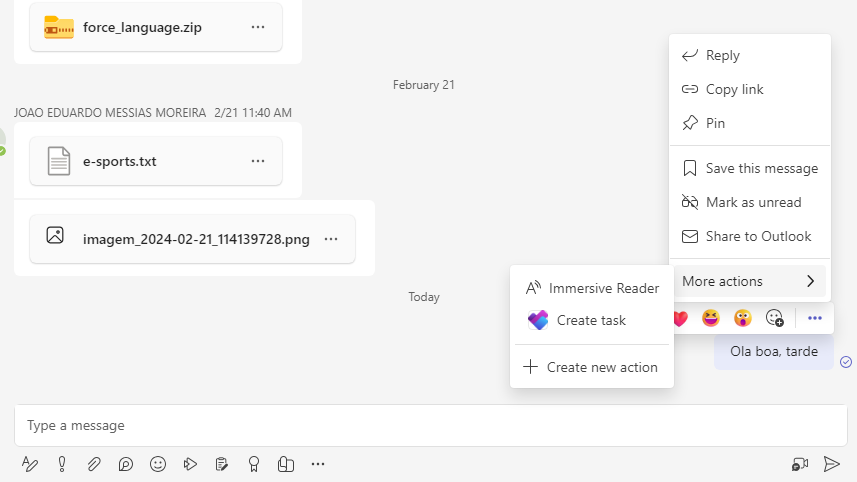 force_language.zip
February 21
JOAO EDUARDO MESSIAS MOREIRA 2/21 11:40 AM
e-sports.txt
imagem_2024-02-21_114139728.png
Today
Reply
Copy link
Pin
Save this message
Mark as unread
Share to Outlook
More actions
Immersive Reader
Create task
Create new action
Ola boa, tarde
Type a message